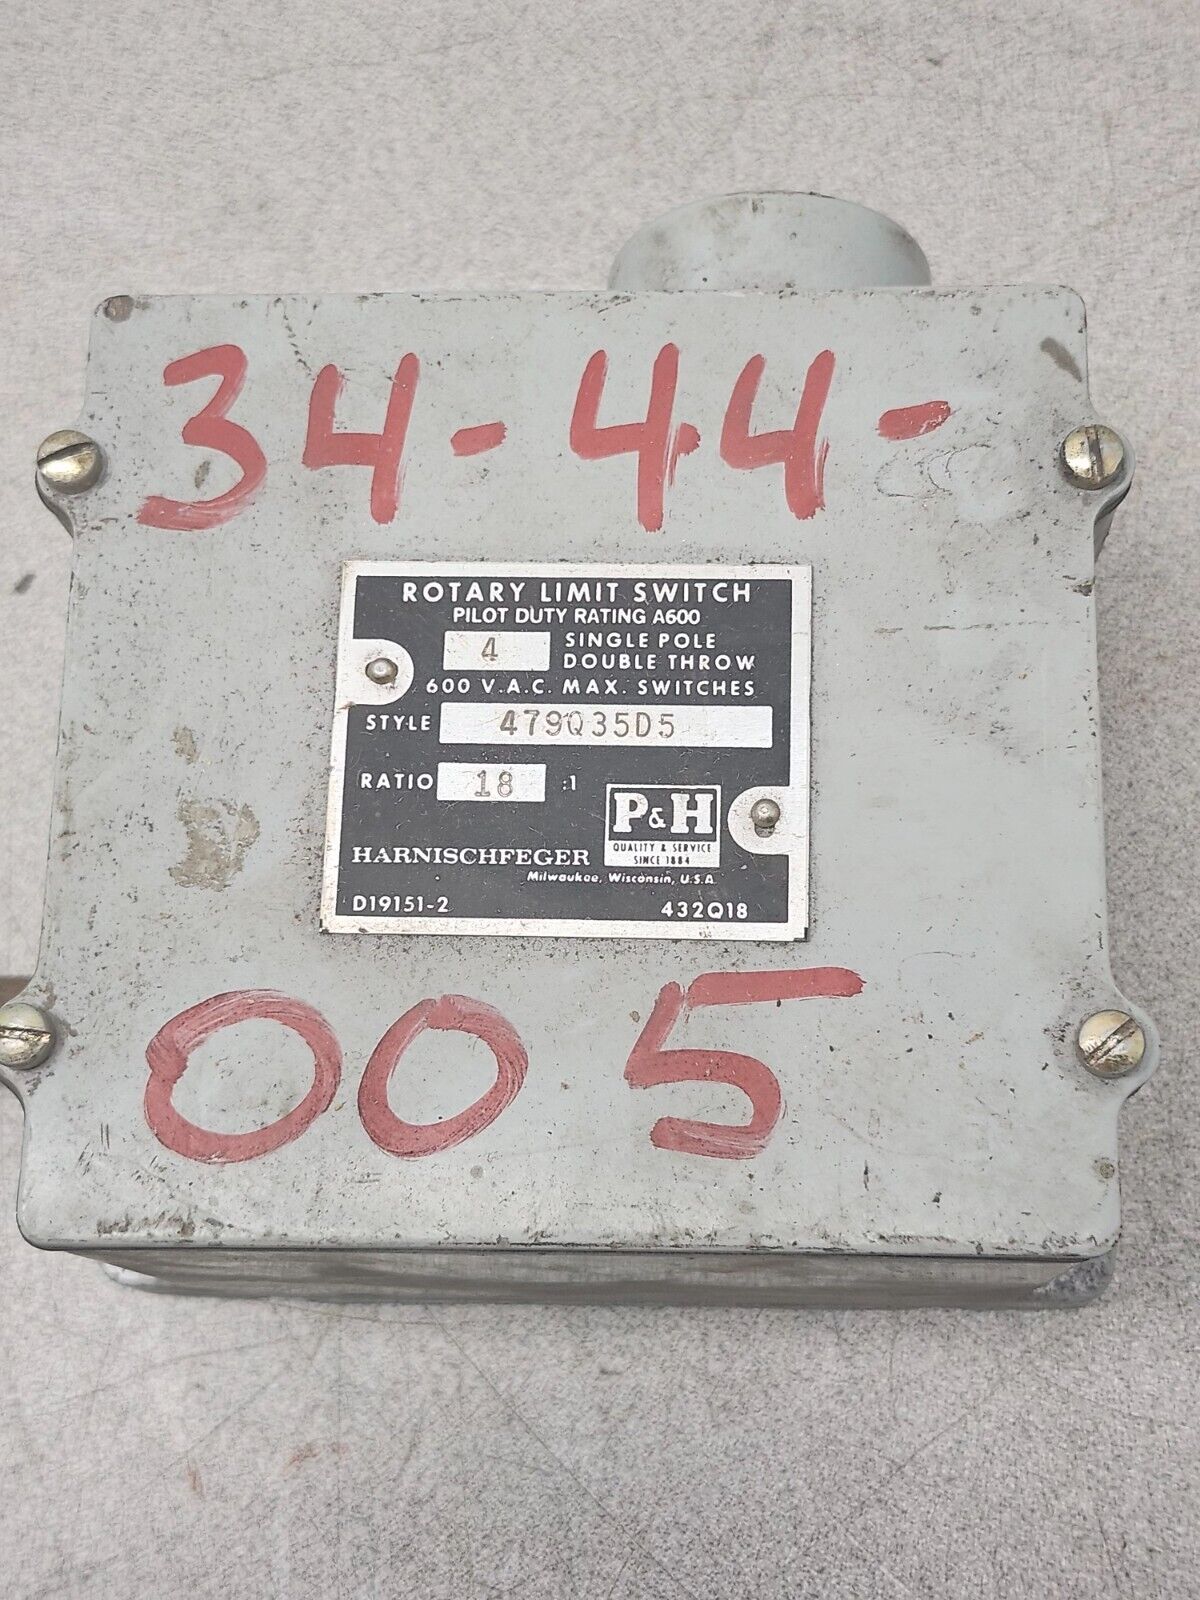 34-44-
ROTARY LIMIT SWITCH
PILOT DUTY RATING A600
4 SINGLE POLE
DOUBLE THROW
600 V.A.C. MAX. SWITCHES
STYLE 479Q35D5
RATIO 18 :1
P&H
QUALITY & SERVICE
SINCE 1884
HARNISCHFEGER
Milwaukee, Wisconsin, U.S.A.
D19151-2 432Q18
005